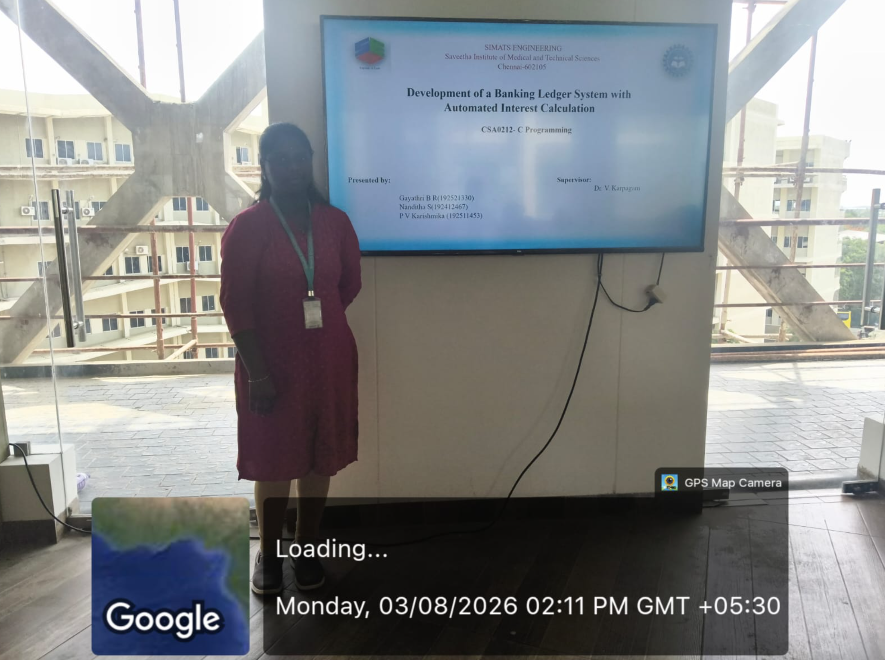 SIMATS ENGINEERING
Saveetha Institute of Medical and Technical Sciences
Chennai-602105
Development of a Banking Ledger System with
Automated Interest Calculation
CSA0212- C Programming
Presented by:
Supervisor:
Dr. V Karpagam
Gayathri B R(192521130)
Nanditha S(192412467)
P V Karishmika (192511453)
GPS Map Camera
Loading...
Monday, 03/08/2026 02:11 PM GMT +05:30
Google